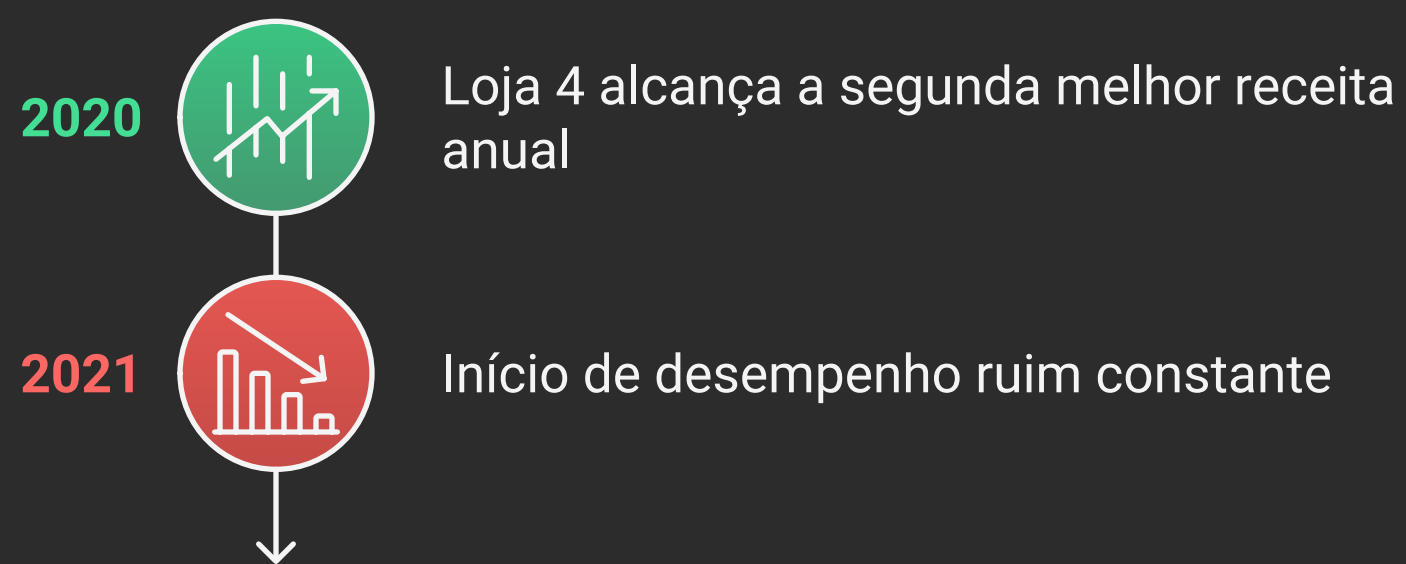 2020
Loja 4 alcança a segunda melhor receita
anual
2021
Início de desempenho ruim constante